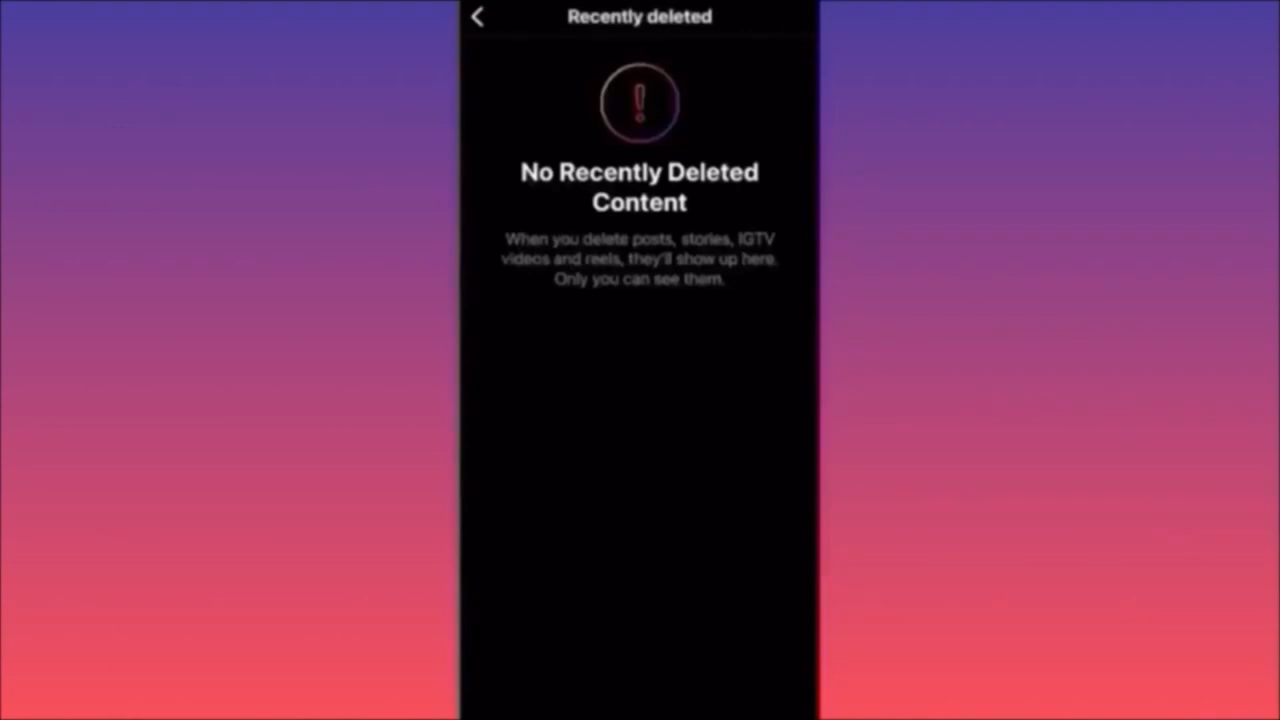 Recently deleted
No Recently Deleted
Content
When you delete posts, stories, IGTV
videos and reels, they'll show up here.
Only you can see them.